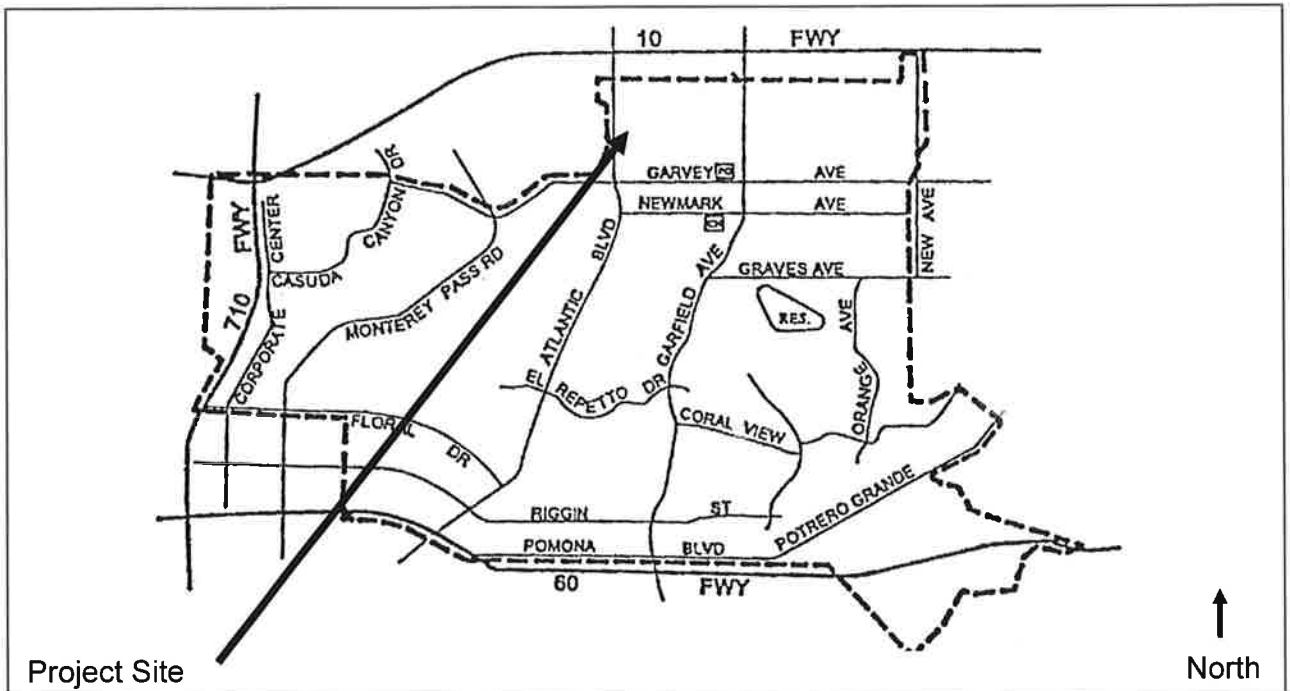 10 FWY
DR
GARVEY AVE
NEWMARK AVE
FWY
CENTER
CANYON
CASUDA
BLVD
AVE
NEW AVE
GRAVES AVE
MONTEREY PASS RD
RES.
710
CORPORATE
ATLANTIC
GARFIELD
AVE
EL REPETTO DR
ORANGE
CORAL VIEW
FLORAL DR
RIGGIN ST
POTRERO GRANDE
POMONA BLVD
60 FWY
Project Site
North